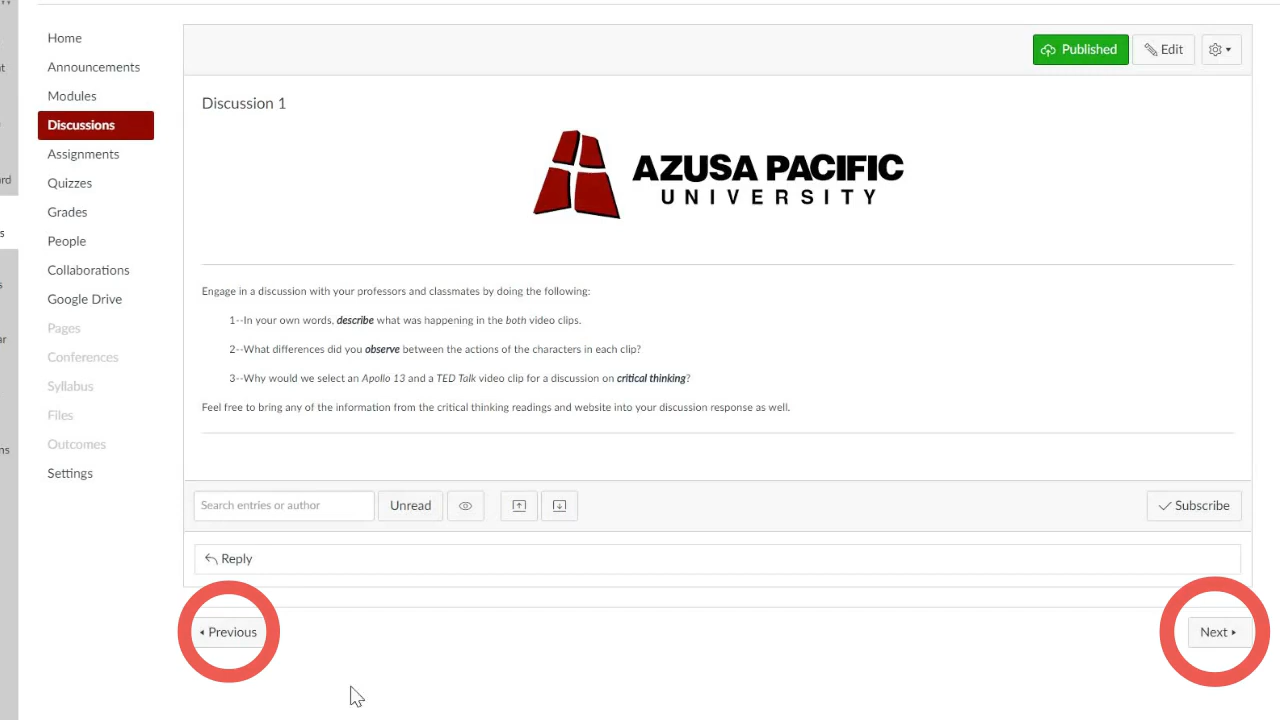 Home
Announcements
Modules
Discussions
Assignments
Quizzes
Grades
People
Collaborations
Google Drive
Pages
Conferences
Syllabus
Files
Outcomes
Settings
Published
Edit
Discussion 1
AZUSA PACIFIC
UNIVERSITY
Engage in a discussion with your professors and classmates by doing the following:
1--In your own words, describe what was happening in the both video clips.
2--What differences did you observe between the actions of the characters in each clip?
3--Why would we select an Apollo 13 and a TED Talk video clip for a discussion on critical thinking?
Feel free to bring any of the information from the critical thinking readings and website into your discussion response as well.
Search entries or author
Unread
Subscribe
Reply
Previous
Next